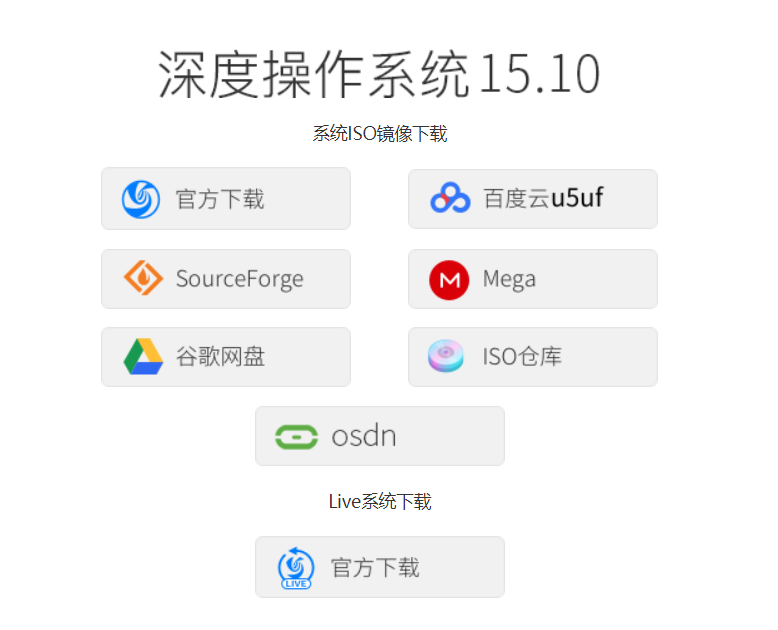 深度操作系统 15.10
系统ISO镜像下载
官方下载
百度云u5uf
SourceForge
M
Mega
谷歌网盘
ISO仓库
osdn
Live系统下载
LIVE
官方下载